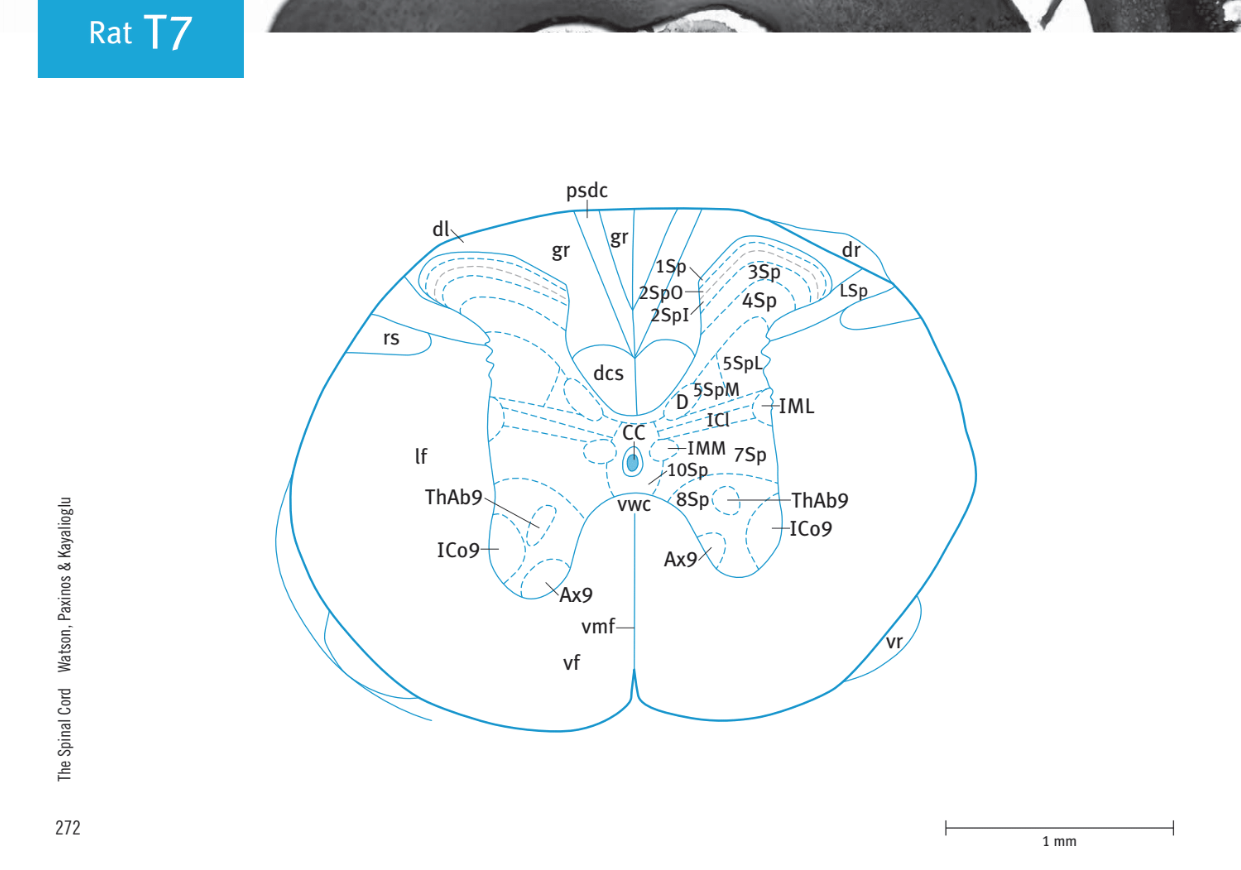 Rat T7
psdc
dl
gr
gr
dr
1Sp
3Sp
2SpO
LSp
4Sp
2SpI
rs
5SpL
dcs
5SpM
D
IML
ICl
CC
IMM
7Sp
lf
10Sp
ThAb9
vwc
8Sp
ThAb9
ICo9
ICo9
Ax9
Ax9
vmf
vr
vf
The Spinal Cord Watson, Paxinos & Kayalioglu
272
1 mm